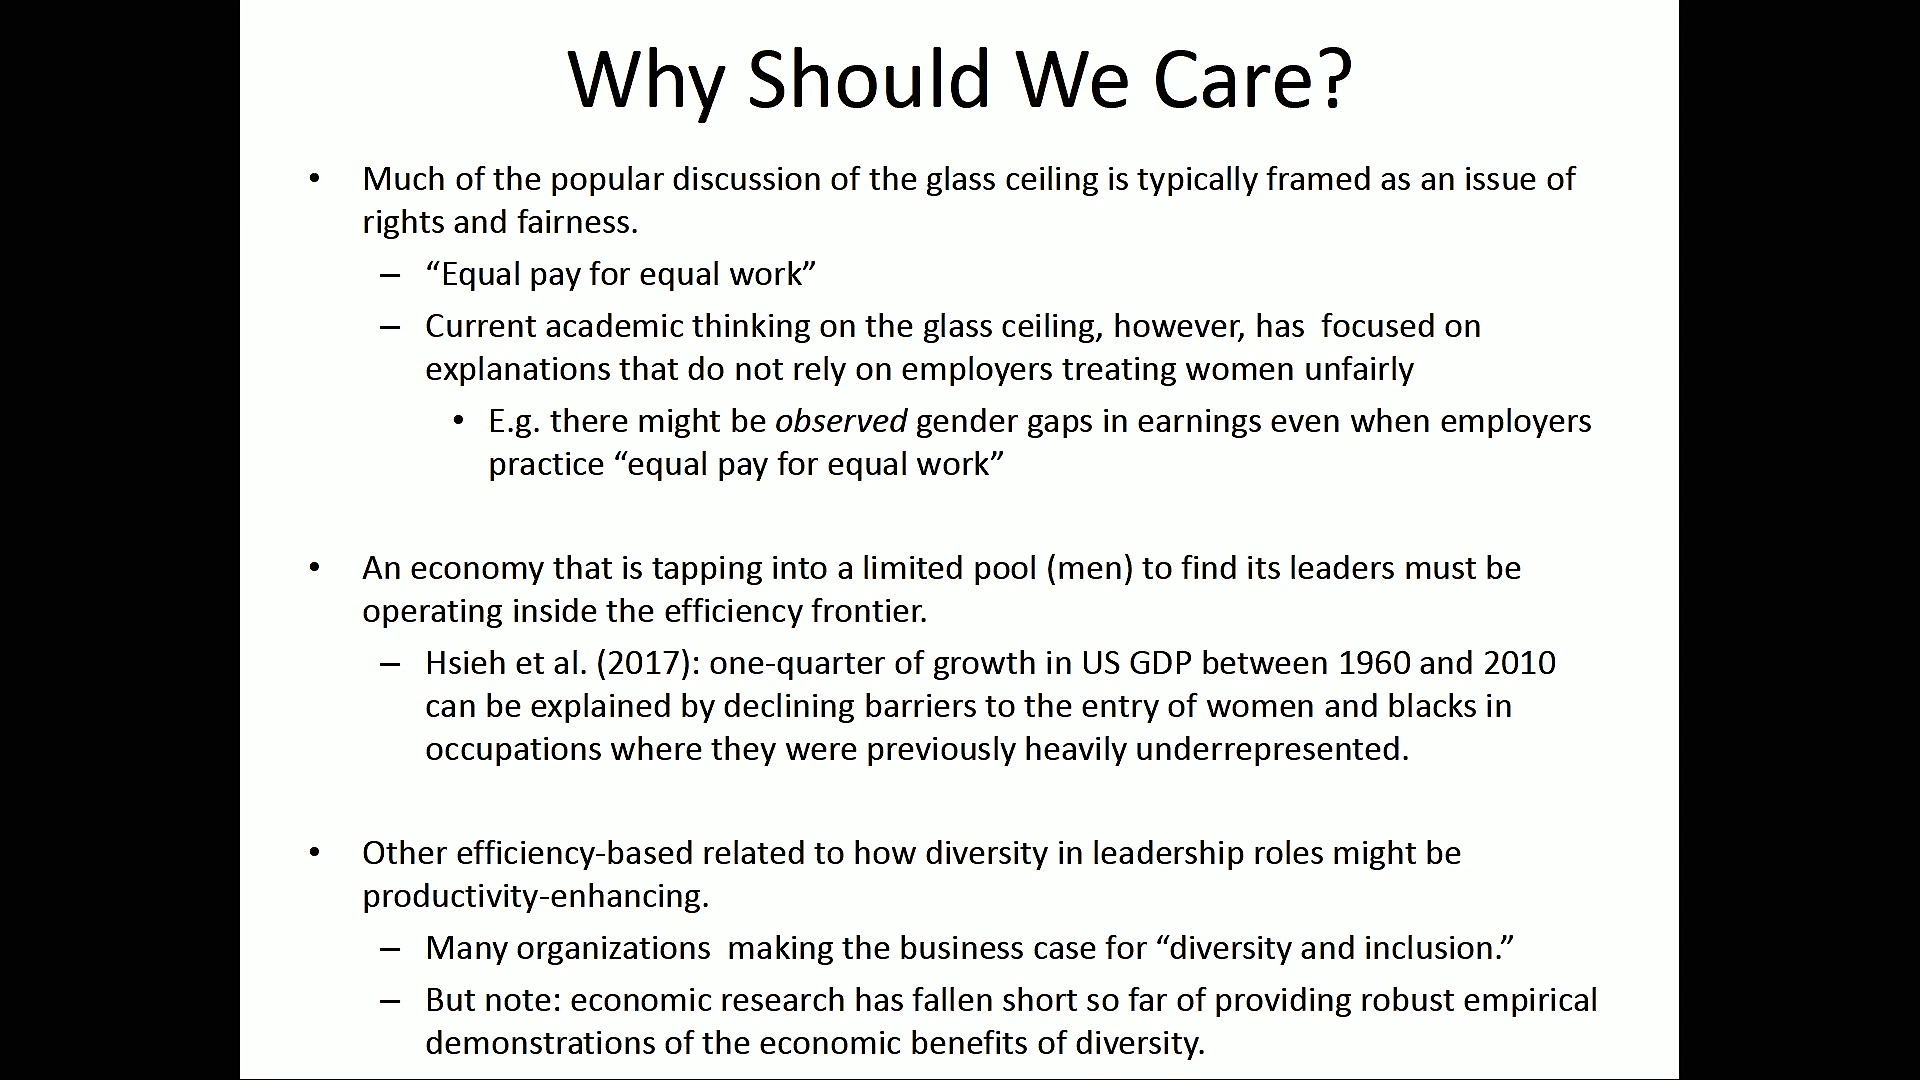 Why Should We Care?
• Much of the popular discussion of the glass ceiling is typically framed as an issue of
rights and fairness.
– “Equal pay for equal work”
– Current academic thinking on the glass ceiling, however, has  focused on
explanations that do not rely on employers treating women unfairly
• E.g. there might be observed gender gaps in earnings even when employers
practice “equal pay for equal work”
• An economy that is tapping into a limited pool (men) to find its leaders must be
operating inside the efficiency frontier.
– Hsieh et al. (2017): one-quarter of growth in US GDP between 1960 and 2010
can be explained by declining barriers to the entry of women and blacks in
occupations where they were previously heavily underrepresented.
• Other efficiency-based related to how diversity in leadership roles might be
productivity-enhancing.
– Many organizations  making the business case for “diversity and inclusion.”
– But note: economic research has fallen short so far of providing robust empirical
demonstrations of the economic benefits of diversity.